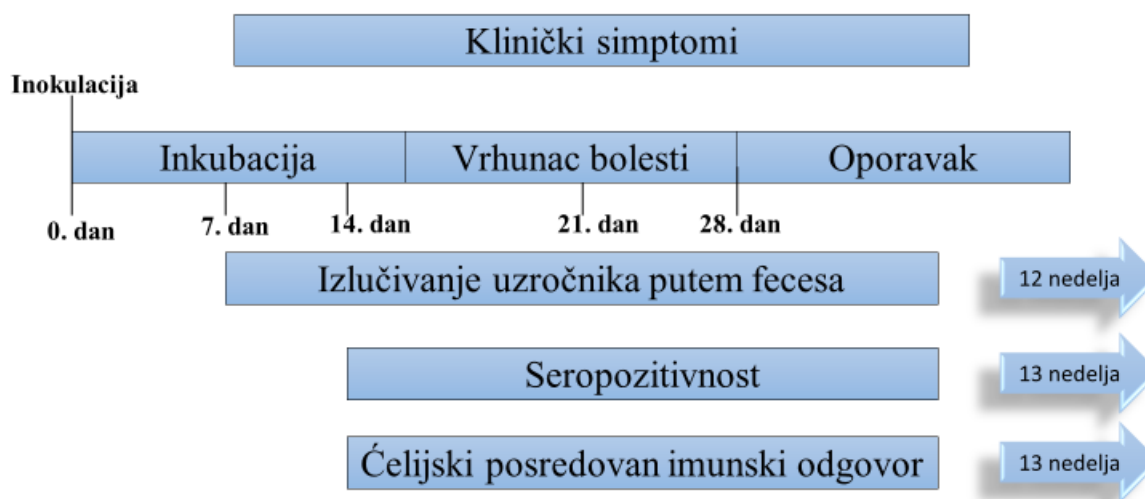 Klinički simptomi
Inokulacija
Inkubacija
Vrhunac bolesti
Oporavak
0. dan
7. dan
14. dan
21. dan
28. dan
Izlučivanje uzročnika putem fecesa
12 nedelja
Seropozitivnost
13 nedelja
Ćelijski posredovan imunski odgovor
13 nedelja